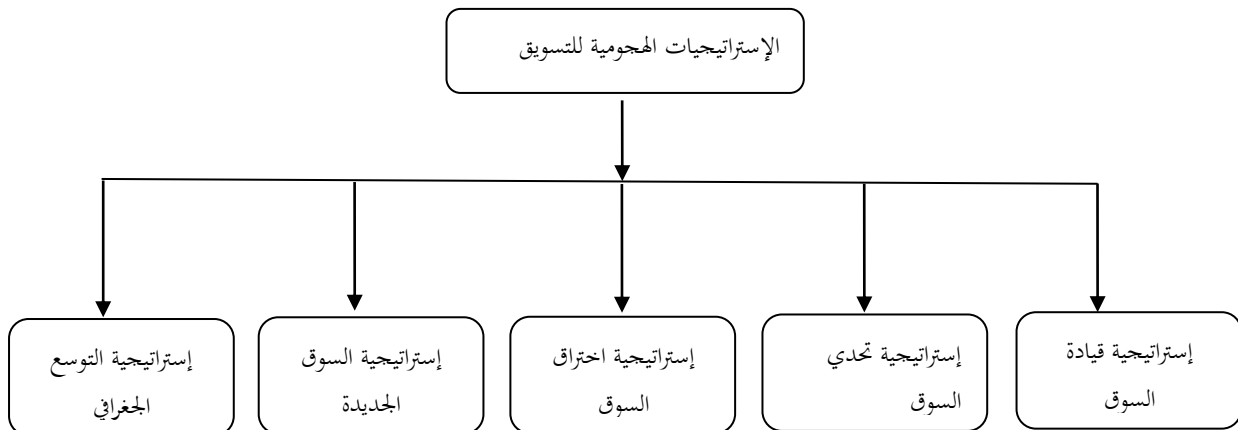 الإستراتيجيات الهجومية للتسويق
إستراتيجية قيادة
السوق
إستراتيجية تحدي
السوق
إستراتيجية اختراق
السوق
إستراتيجية السوق
الجديدة
إستراتيجية التوسع
الجغرافي